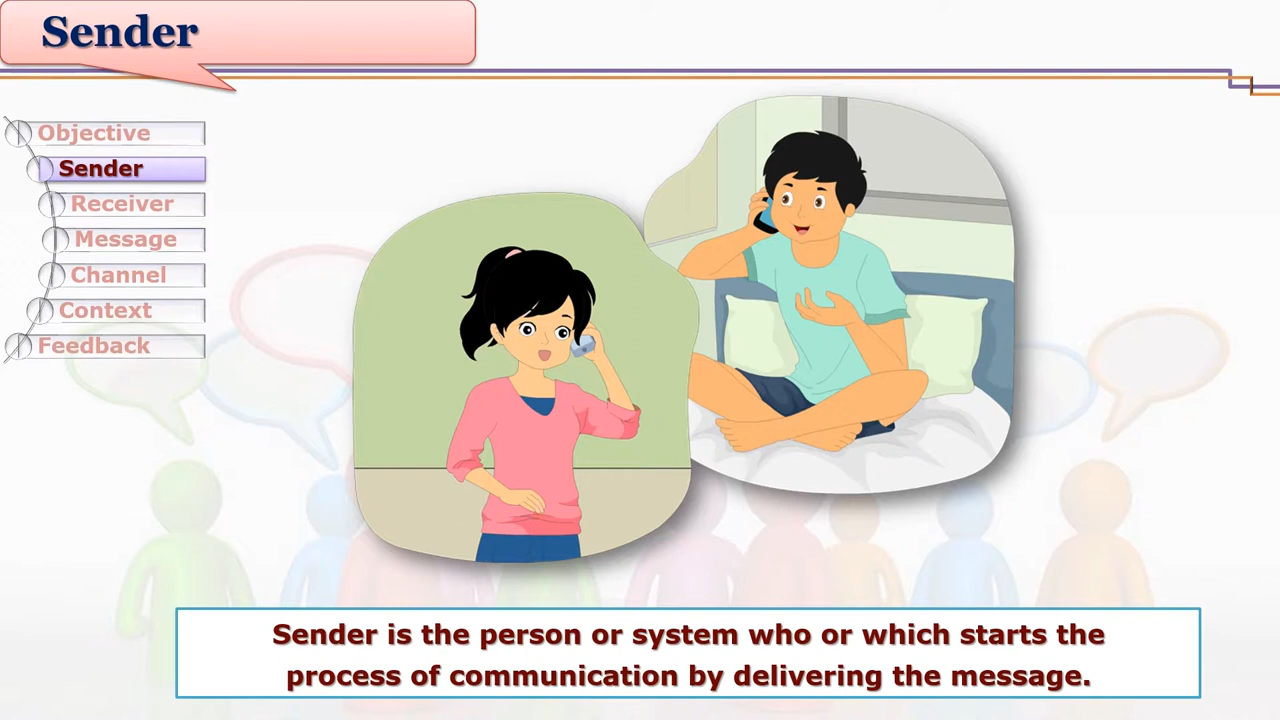 Sender
Objective
Sender
Receiver
Message
Channel
Context
Feedback
Sender is the person or system who or which starts the
process of communication by delivering the message.